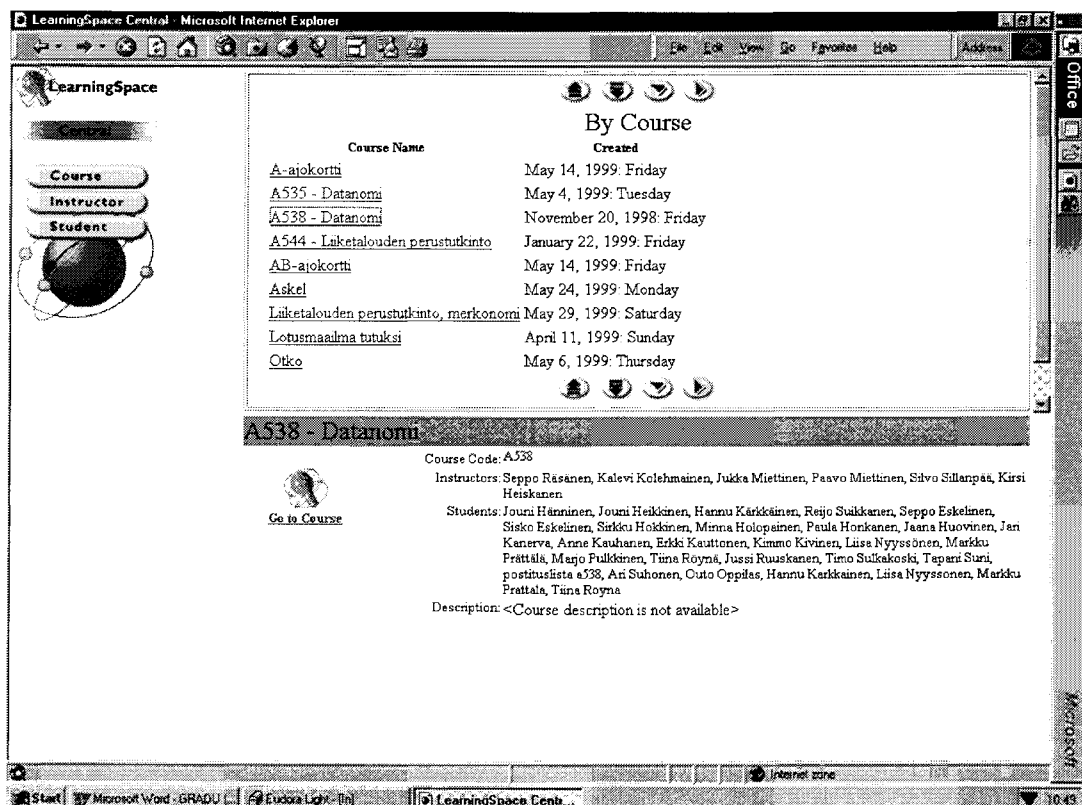 LearningSpace Central - Microsoft Internet Explorer
File Edit View Go Favorites Help Address
LearningSpace
Central
Course
Instructor
Student
By Course
Course Name Created
A-ajokortti May 14, 1999: Friday
A535 - Datanomi May 4, 1999: Tuesday
A538 - Datanomi November 20, 1998: Friday
A544 - Liiketalouden perustutkinto January 22, 1999: Friday
AB-ajokortti May 14, 1999: Friday
Askel May 24, 1999: Monday
Liiketalouden perustutkinto, merkonomi May 29, 1999: Saturday
Lotusmaailma tutuksi April 11, 1999: Sunday
Otko May 6, 1999: Thursday
A538 - Datanomi
Go to Course
Course Code: A538
Instructors: Seppo Räsänen, Kalevi Kolehmainen, Jukka Miettinen, Paavo Miettinen, Silvo Sillanpää, Kirsi
Heiskanen
Students: Jouni Hänninen, Jouni Heikkinen, Hannu Kärkkäinen, Reijo Suikkanen, Seppo Eskelinen,
Sisko Eskelinen, Sirkku Hokkinen, Minna Holopainen, Paula Honkanen, Jaana Huovinen, Jari
Kanerva, Anne Kauhanen, Erkki Kauttonen, Kimmo Kivinen, Liisa Nyyssönen, Markku
Prättälä, Marjo Pulkkinen, Tiina Röynä, Jussi Ruuskanen, Timo Sulkakoski, Tapani Suni,
postituslista a538, Ari Suhonen, Outo Oppilas, Hannu Karkkainen, Liisa Nyyssonen, Markku
Prattala, Tiina Royna
Description: <Course description is not available>
Office
Microsoft
Internet zone
Start Microsoft Word - GRADU [... Eudora Light - [In] LearningSpace Centr... 10:49